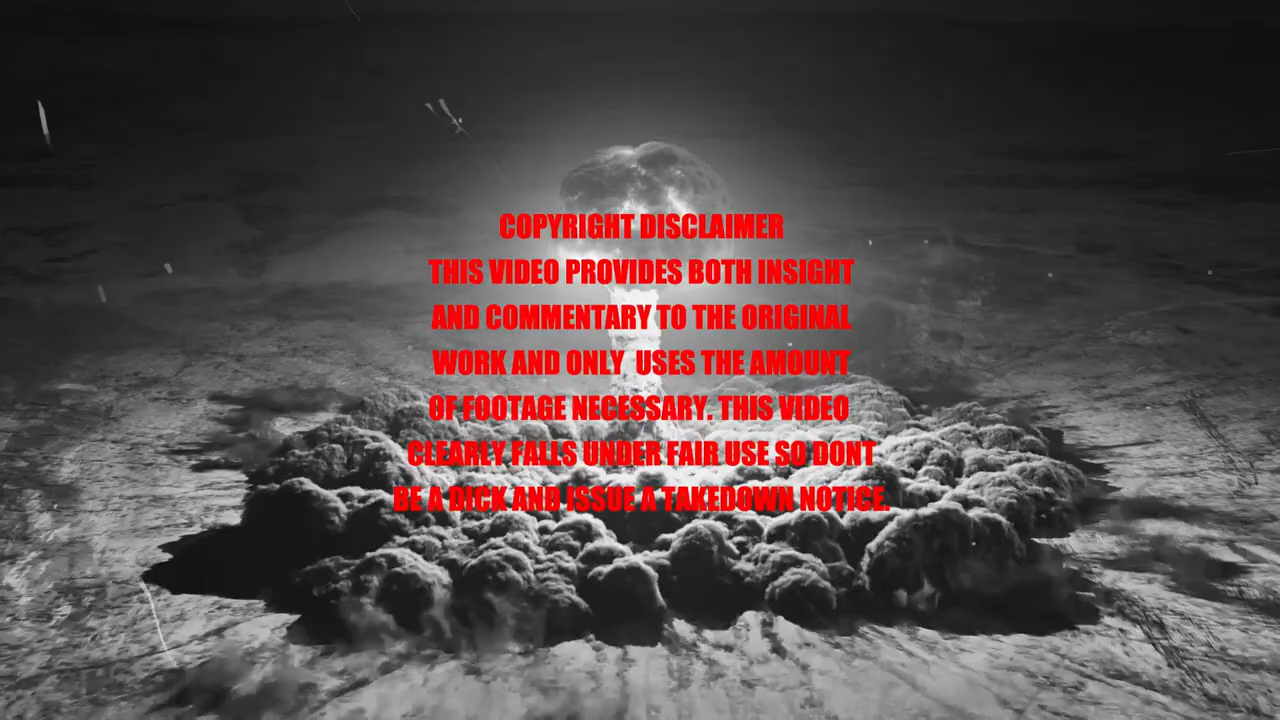 COPYRIGHT DISCLAIMER
THIS VIDEO PROVIDES BOTH INSIGHT
AND COMMENTARY TO THE ORIGINAL
WORK AND ONLY  USES THE AMOUNT
OF FOOTAGE NECESSARY. THIS VIDEO
CLEARLY FALLS UNDER FAIR USE SO DONT
BE A DICK AND ISSUE A TAKEDOWN NOTICE.